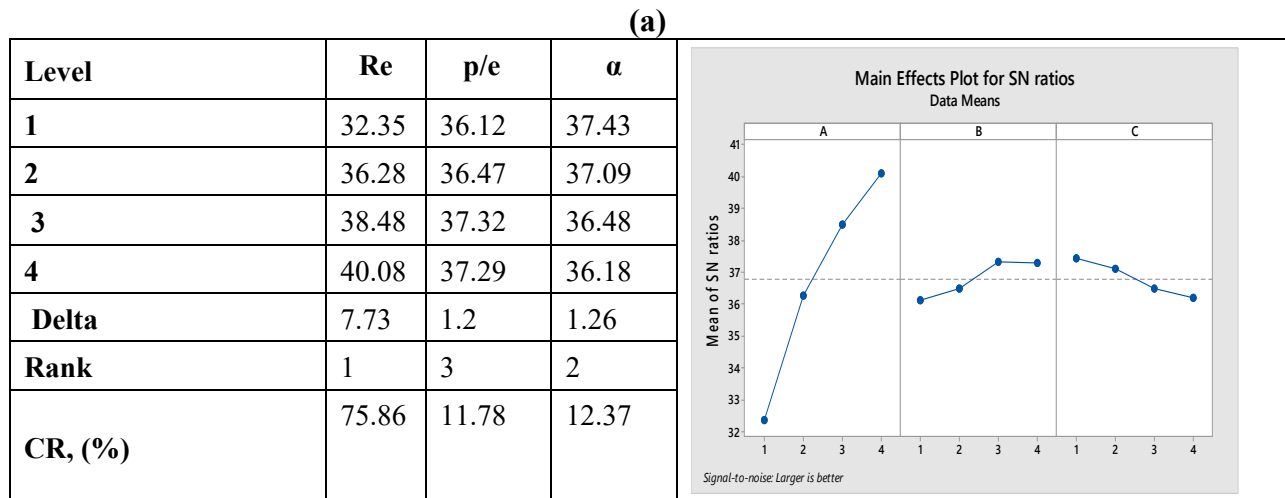 (a)
Level Re p/e α
1 32.35 36.12 37.43
2 36.28 36.47 37.09
3 38.48 37.32 36.48
4 40.08 37.29 36.18
Delta 7.73 1.2 1.26
Rank 1 3 2
CR, (%) 75.86 11.78 12.37
Main Effects Plot for SN ratios
Data Means
A B C
Mean of SN ratios
41
40
39
38
37
36
35
34
33
32
1 2 3 4 1 2 3 4 1 2 3 4
Signal-to-noise: Larger is better